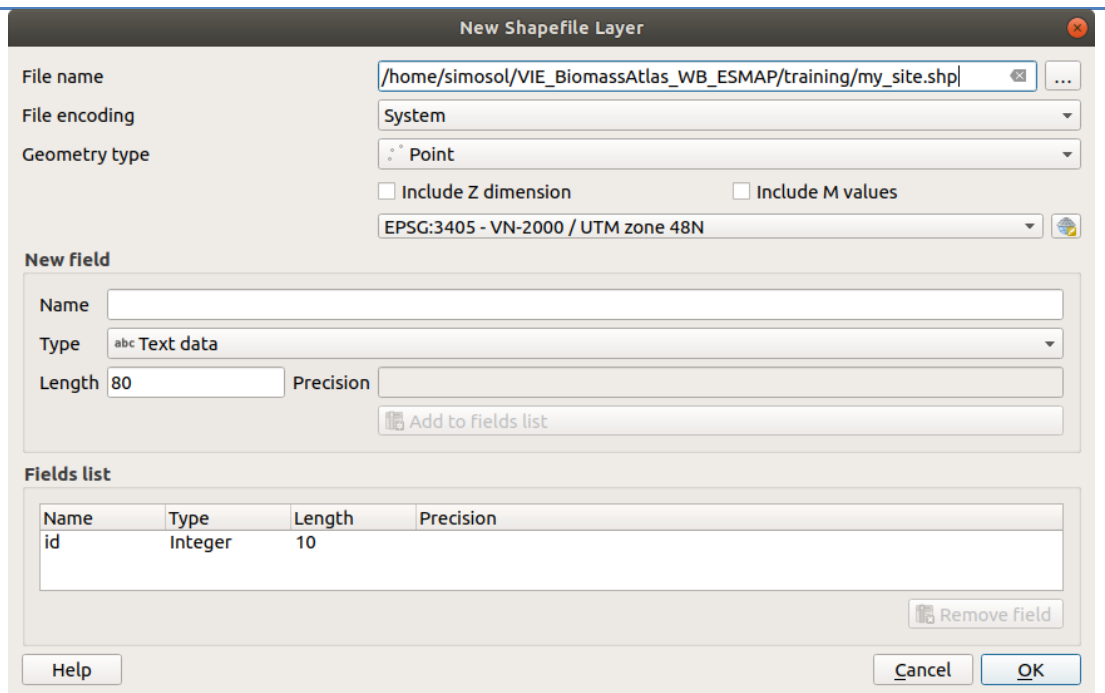 New Shapefile Layer
File name /home/simosol/VIE_BiomassAtlas_WB_ESMAP/training/my_site.shp ...
File encoding System
Geometry type Point
Include Z dimension Include M values
EPSG:3405 - VN-2000 / UTM zone 48N
New field
Name
Type abc Text data
Length 80 Precision
Add to fields list
Fields list
Name Type Length Precision
id Integer 10
Remove field
Help Cancel OK